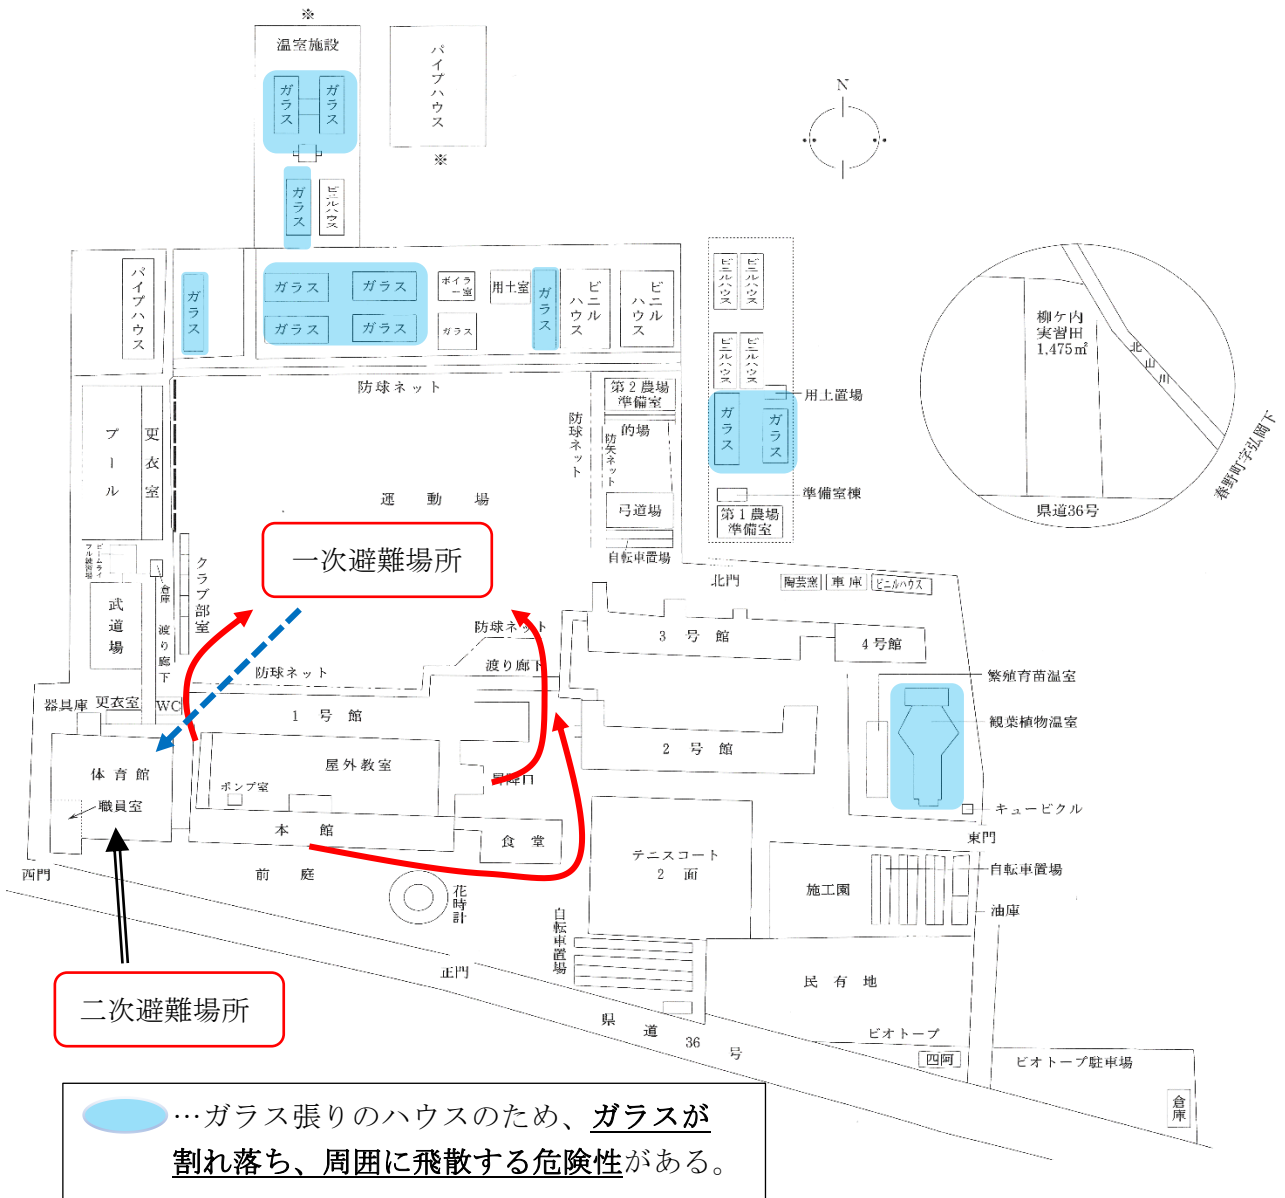 ※
温室施設
パイプハウス
※
ガラス
ガラス
ガラス
ビニルハウス
N
パイプハウス
ガラス
ガラス
ガラス
ガラス
ガラス
ボイラー室
ガラス
用土室
ガラス
ビニルハウス
ビニルハウス
ビニルハウス
ビニルハウス
ビニルハウス
ビニルハウス
ガラス
ガラス
用上置場
準備室棟
第1農場
準備室
柳ケ内
実習田
1,475㎡
北山川
県道36号
春野町字弘岡下
防球ネット
第2農場
準備室
的場
防球ネット
防矢ネット
弓道場
自転車置場
プール
更衣室
運動場
一次避難場所
ビームライフル練習場
倉庫
クラブ部室
武道場
渡り廊下
北門
陶芸室
車庫
ビニルハウス
防球ネット
渡り廊下
3号館
4号館
防球ネット
器具庫
更衣室
WC
1号館
2号館
繁殖育苗温室
観葉植物温室
体育館
職員室
屋外教室
ポンプ室
昇降口
キュービクル
本館
食堂
テニスコート
2面
東門
西門
前庭
花時計
自転車置場
施工園
自転車置場
油庫
正門
民有地
二次避難場所
県道36号
ビオトープ
四阿
ビオトープ駐車場
倉庫
…ガラス張りのハウスのため、ガラスが
割れ落ち、周囲に飛散する危険性がある。